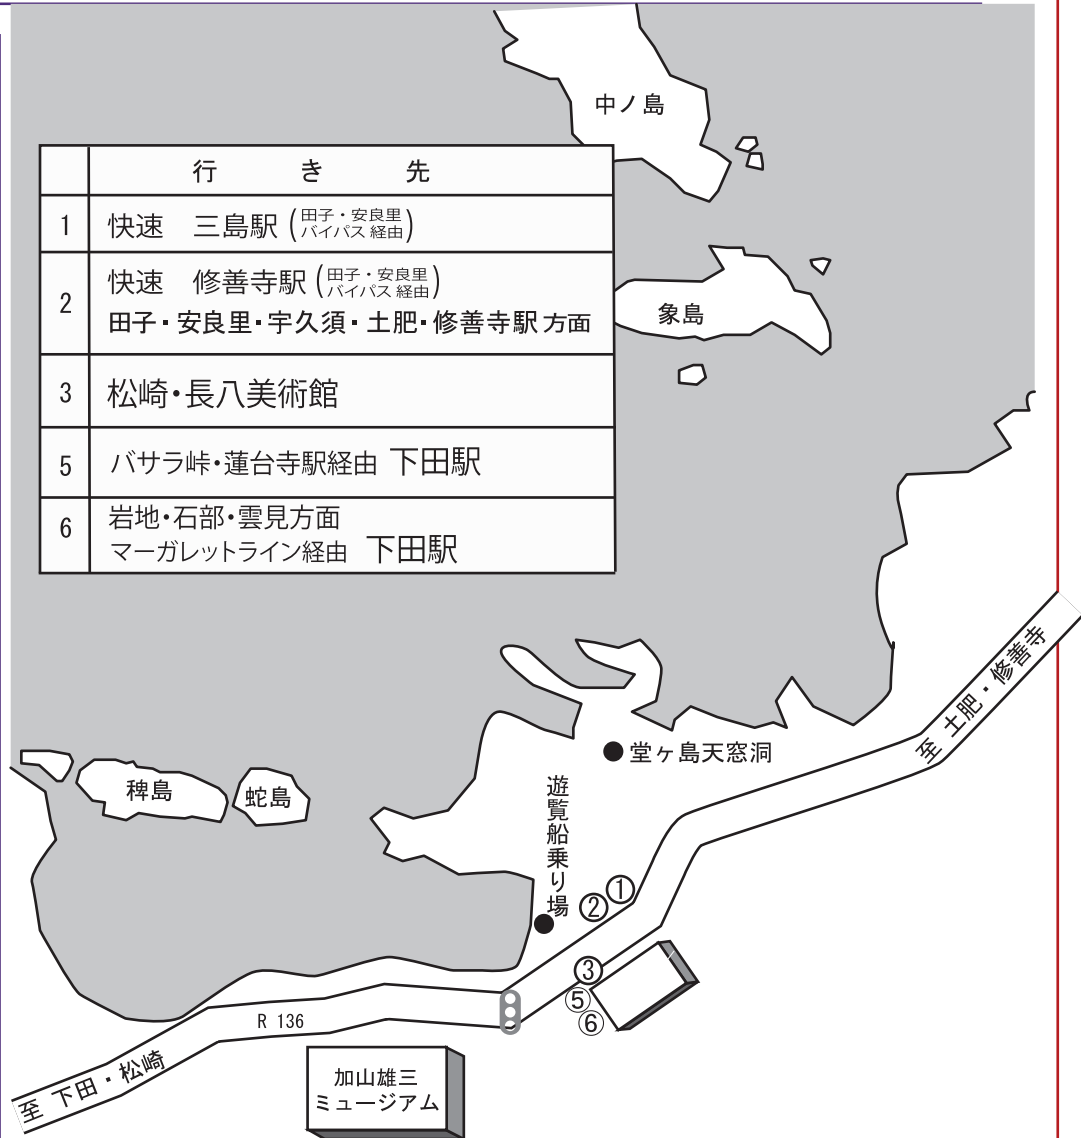 中ノ島
行き先
1 快速 三島駅(田子・安良里バイパス経由)
2 快速 修善寺駅(田子・安良里バイパス経由)
田子・安良里・宇久須・土肥・修善寺駅方面
3 松崎・長八美術館
5 バサラ峠・蓮台寺駅経由 下田駅
6 岩地・石部・雲見方面
マーガレットライン経由 下田駅
象島
至 土肥・修善寺
堂ヶ島天窓洞
稗島
蛇島
遊覧船乗り場
①
②
③
⑤
⑥
R 136
至 下田・松崎
加山雄三
ミュージアム